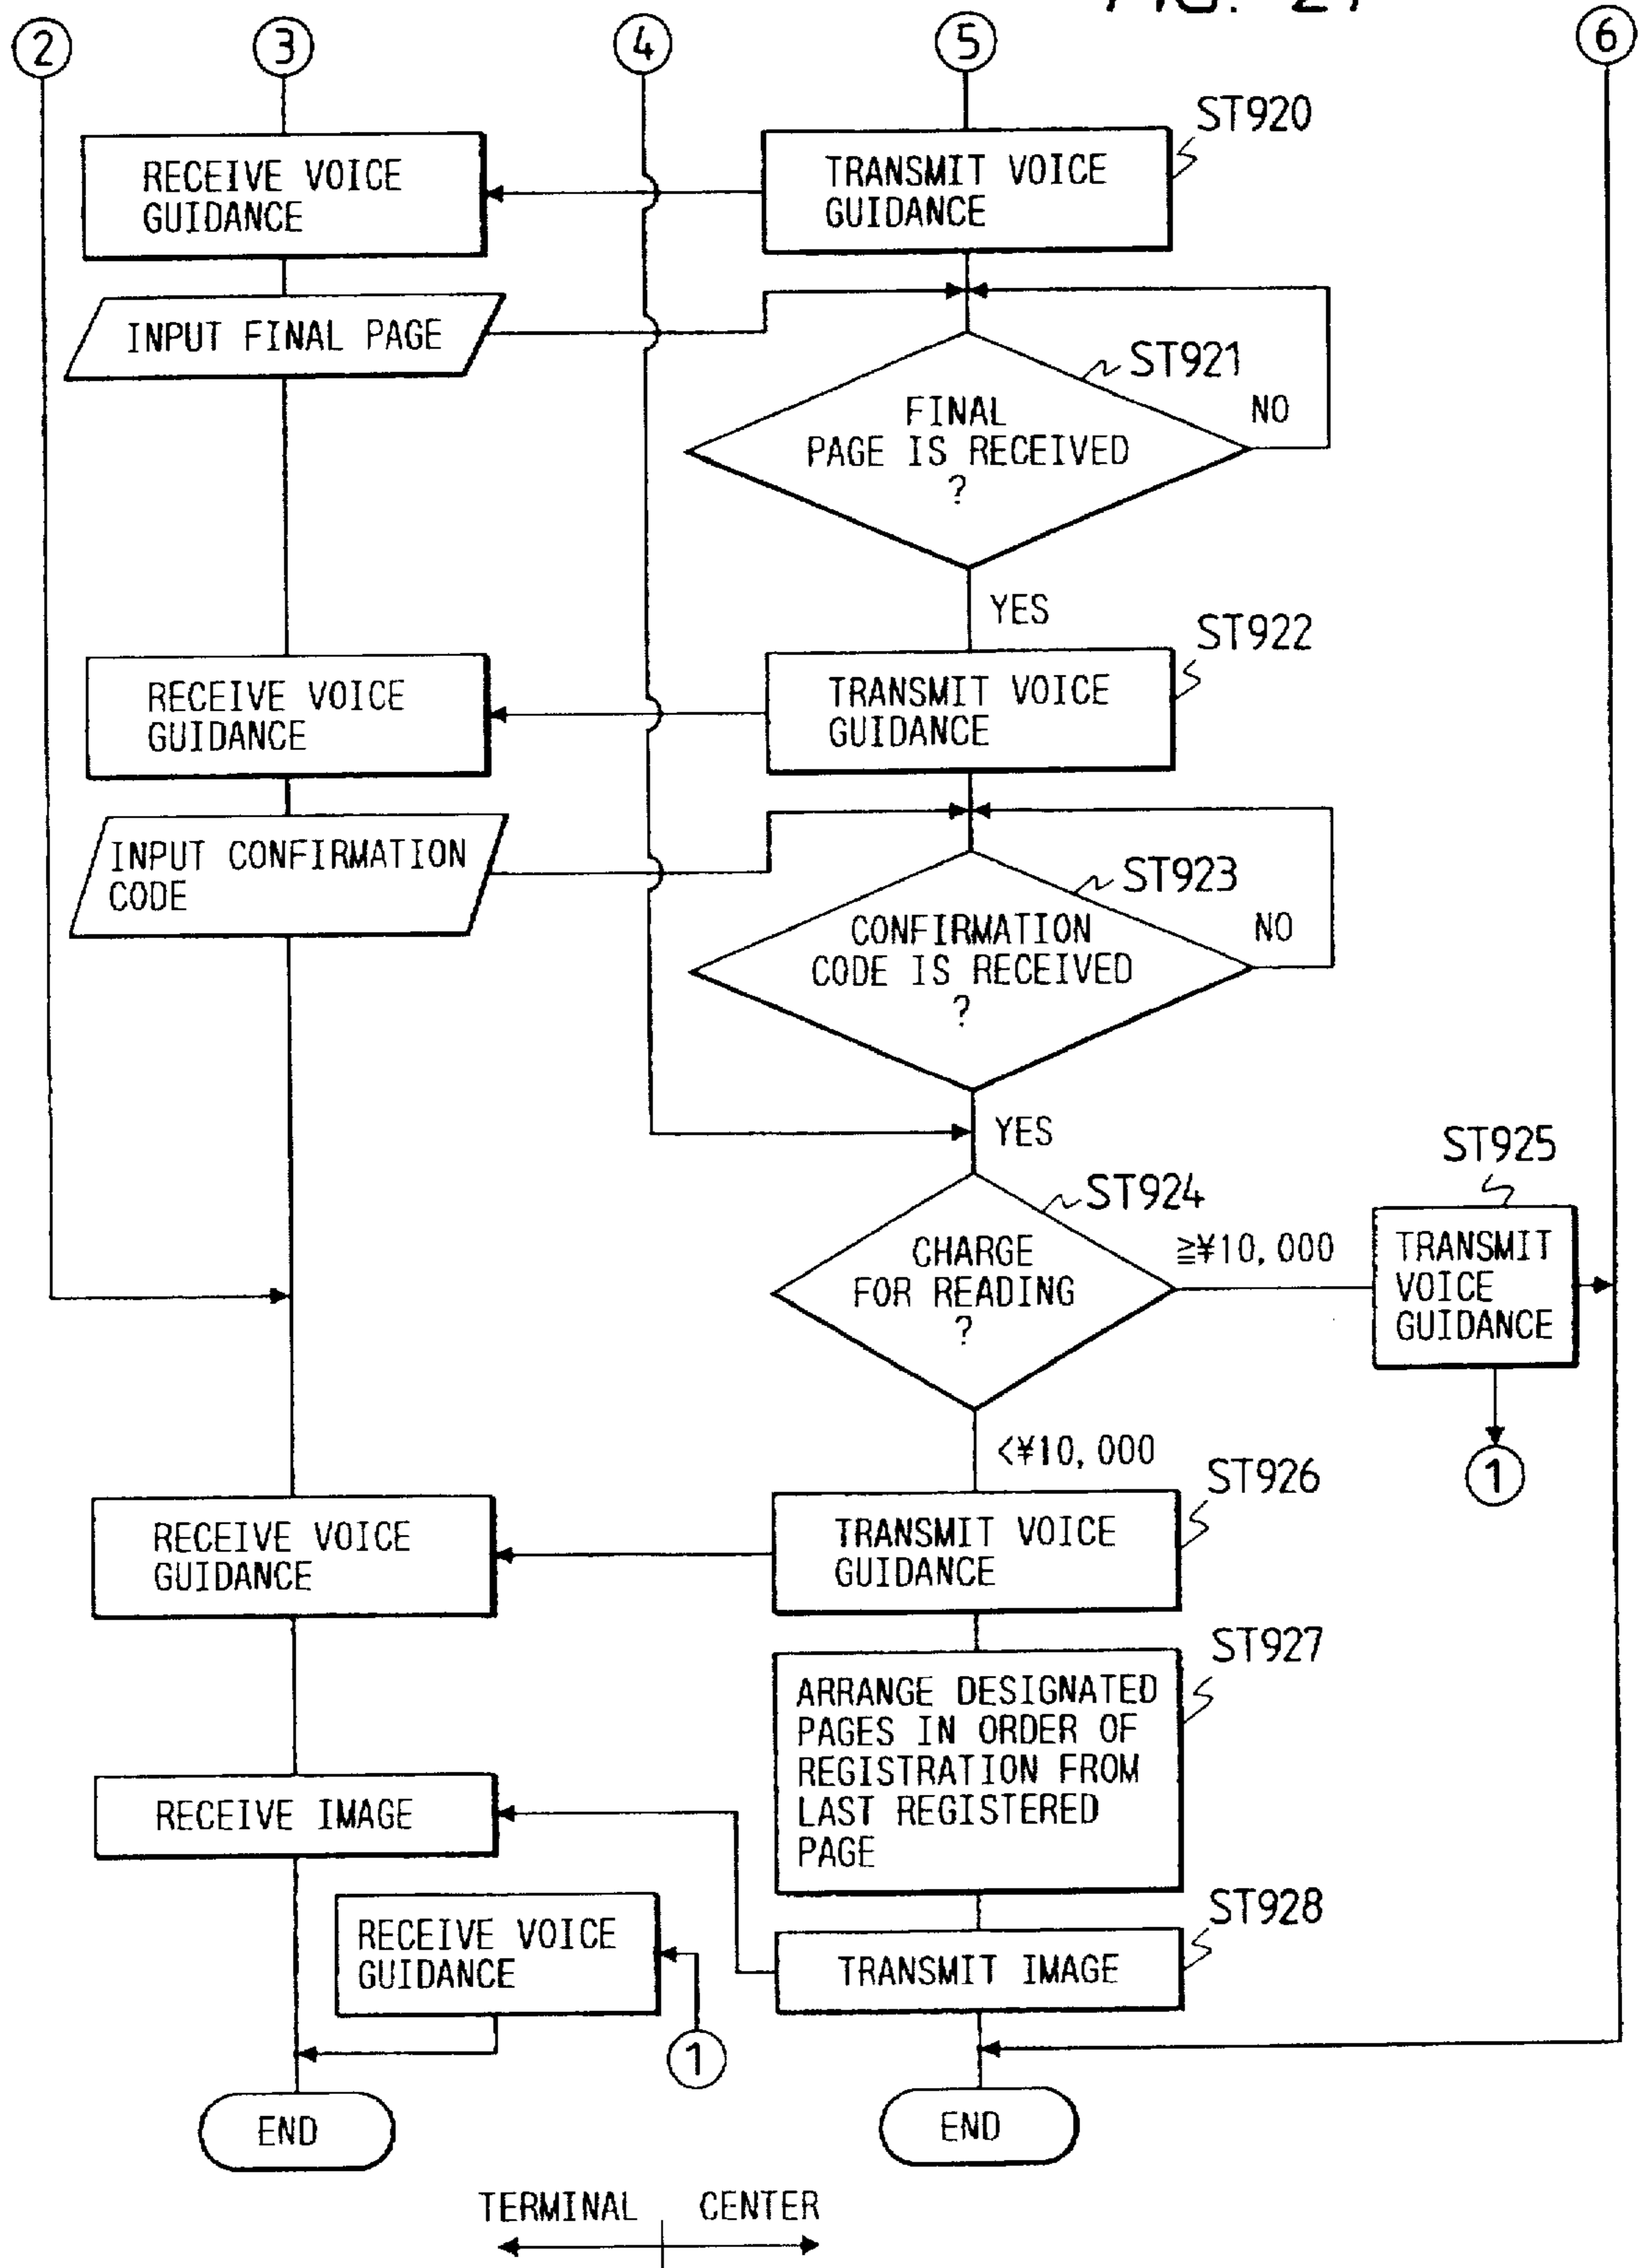 2
3
4
5
6
ST920
RECEIVE VOICE
GUIDANCE
TRANSMIT VOICE
GUIDANCE
INPUT FINAL PAGE
ST921
FINAL
PAGE IS RECEIVED
?
NO
YES
ST922
RECEIVE VOICE
GUIDANCE
TRANSMIT VOICE
GUIDANCE
INPUT CONFIRMATION
CODE
ST923
CONFIRMATION
CODE IS RECEIVED
?
NO
YES
ST924
CHARGE
FOR READING
?
≧¥10,000
ST925
TRANSMIT
VOICE
GUIDANCE
1
<¥10,000
ST926
RECEIVE VOICE
GUIDANCE
TRANSMIT VOICE
GUIDANCE
ST927
ARRANGE DESIGNATED
PAGES IN ORDER OF
REGISTRATION FROM
LAST REGISTERED
PAGE
RECEIVE IMAGE
ST928
RECEIVE VOICE
GUIDANCE
TRANSMIT IMAGE
1
END
END
TERMINAL
CENTER